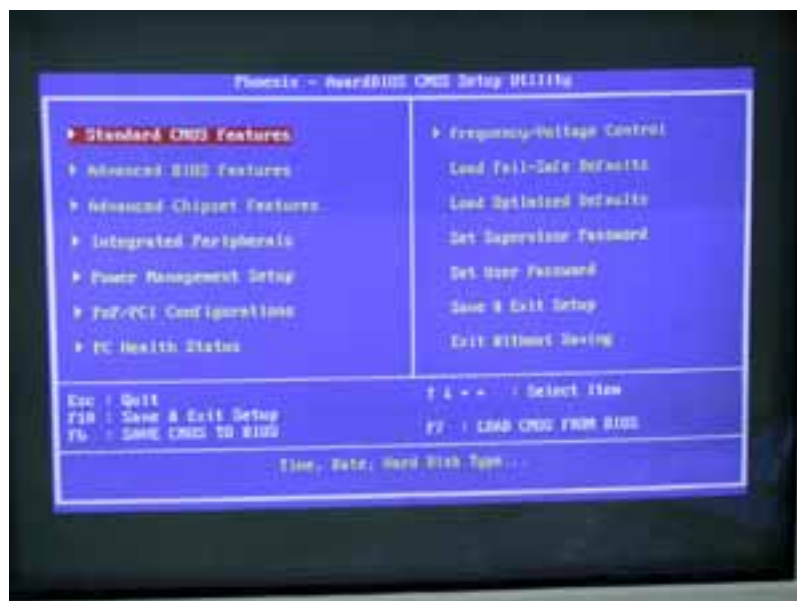 Phoenix - AwardBIOS CMOS Setup Utility
Standard CMOS Features
Advanced BIOS Features
Advanced Chipset Features
Integrated Peripherals
Power Management Setup
PnP/PCI Configurations
PC Health Status
Frequency/Voltage Control
Load Fail-Safe Defaults
Load Optimized Defaults
Set Supervisor Password
Set User Password
Save & Exit Setup
Exit Without Saving
Esc : Quit
F10 : Save & Exit Setup
F6 : SAVE CMOS TO BIOS
↑ ↓ → ← : Select Item
F7 : LOAD CMOS FROM BIOS
Time, Date, Hard Disk Type...